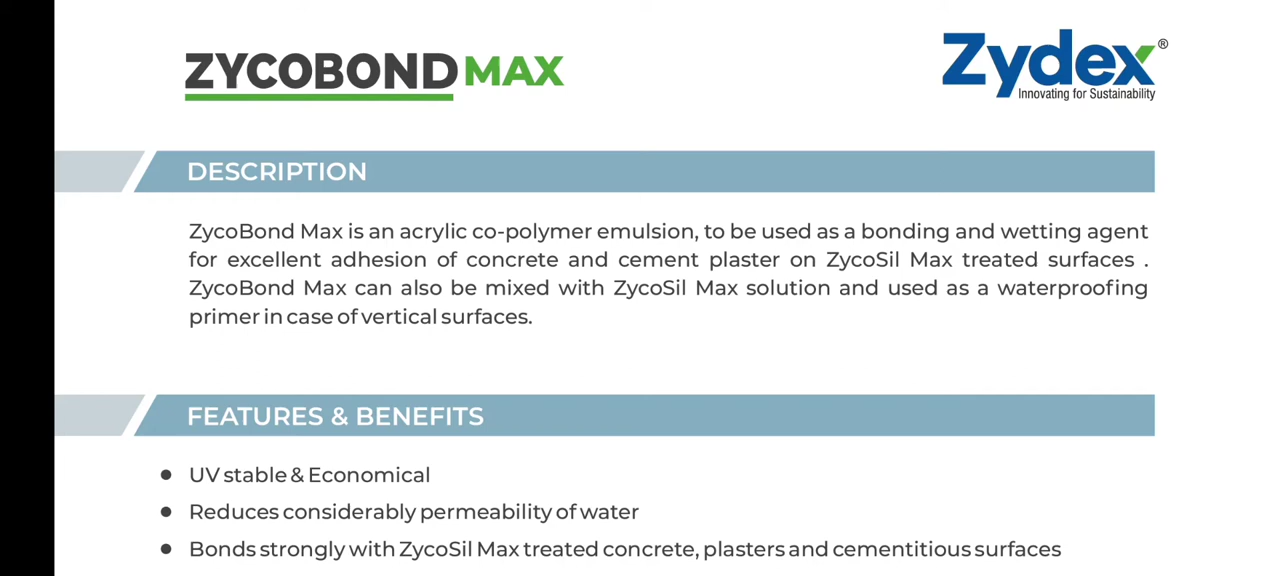 ZYCOBOND MAX
Zydex®
Innovating for Sustainability
DESCRIPTION
ZycoBond Max is an acrylic co-polymer emulsion, to be used as a bonding and wetting agent
for excellent adhesion of concrete and cement plaster on ZycoSil Max treated surfaces .
ZycoBond Max can also be mixed with ZycoSil Max solution and used as a waterproofing
primer in case of vertical surfaces.
FEATURES & BENEFITS
● UV stable & Economical
● Reduces considerably permeability of water
● Bonds strongly with ZycoSil Max treated concrete, plasters and cementitious surfaces